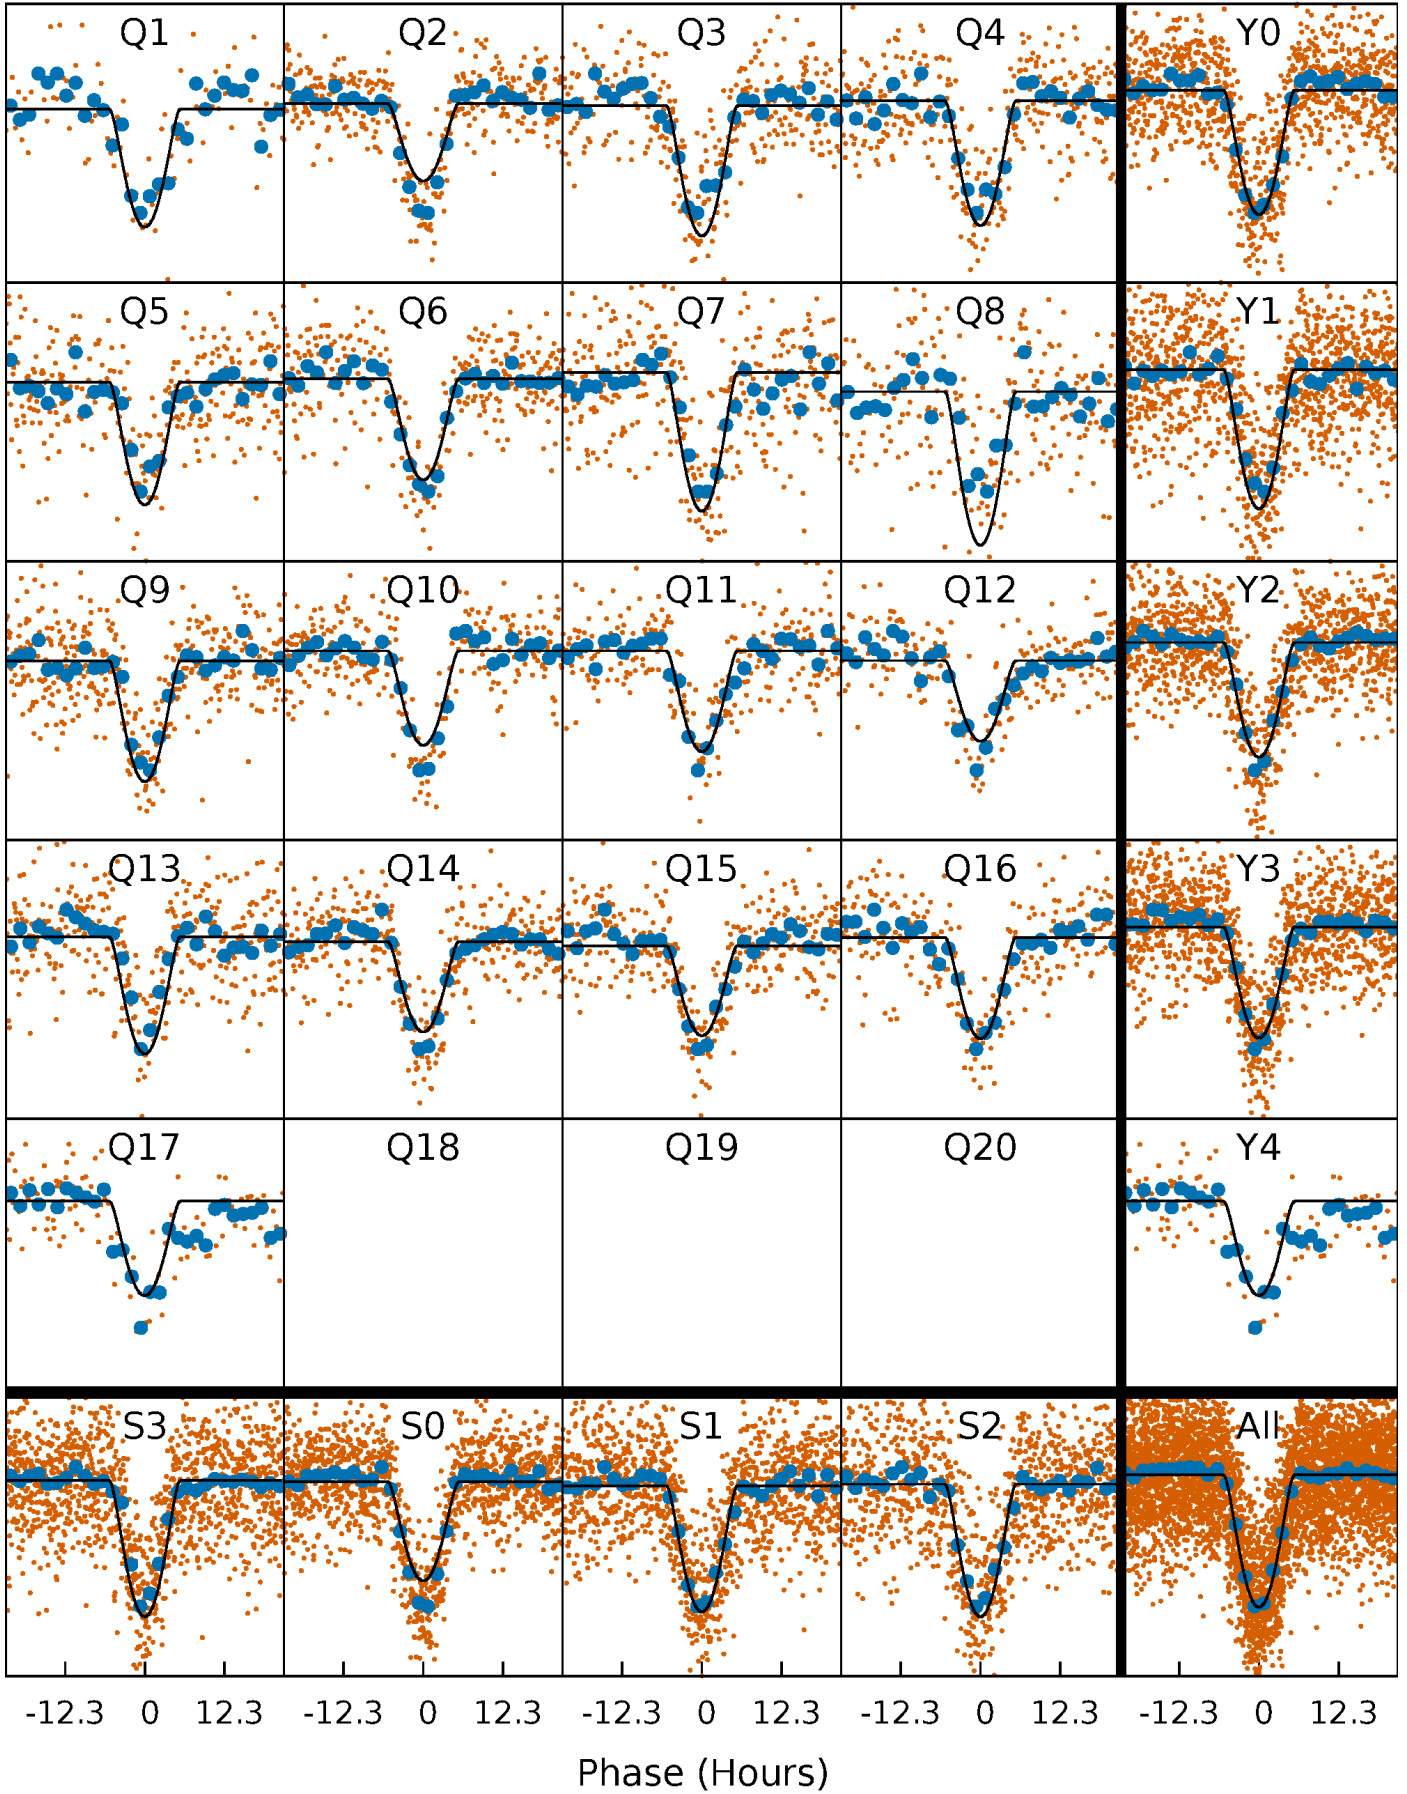 Q1 Q2 Q3 Q4 Y0
Q5 Q6 Q7 Q8 Y1
Q9 Q10 Q11 Q12 Y2
Q13 Q14 Q15 Q16 Y3
Q17 Q18 Q19 Q20 Y4
S3 S0 S1 S2 All
-12.3 0 12.3 -12.3 0 12.3 -12.3 0 12.3 -12.3 0 12.3 -12.3 0 12.3
Phase (Hours)